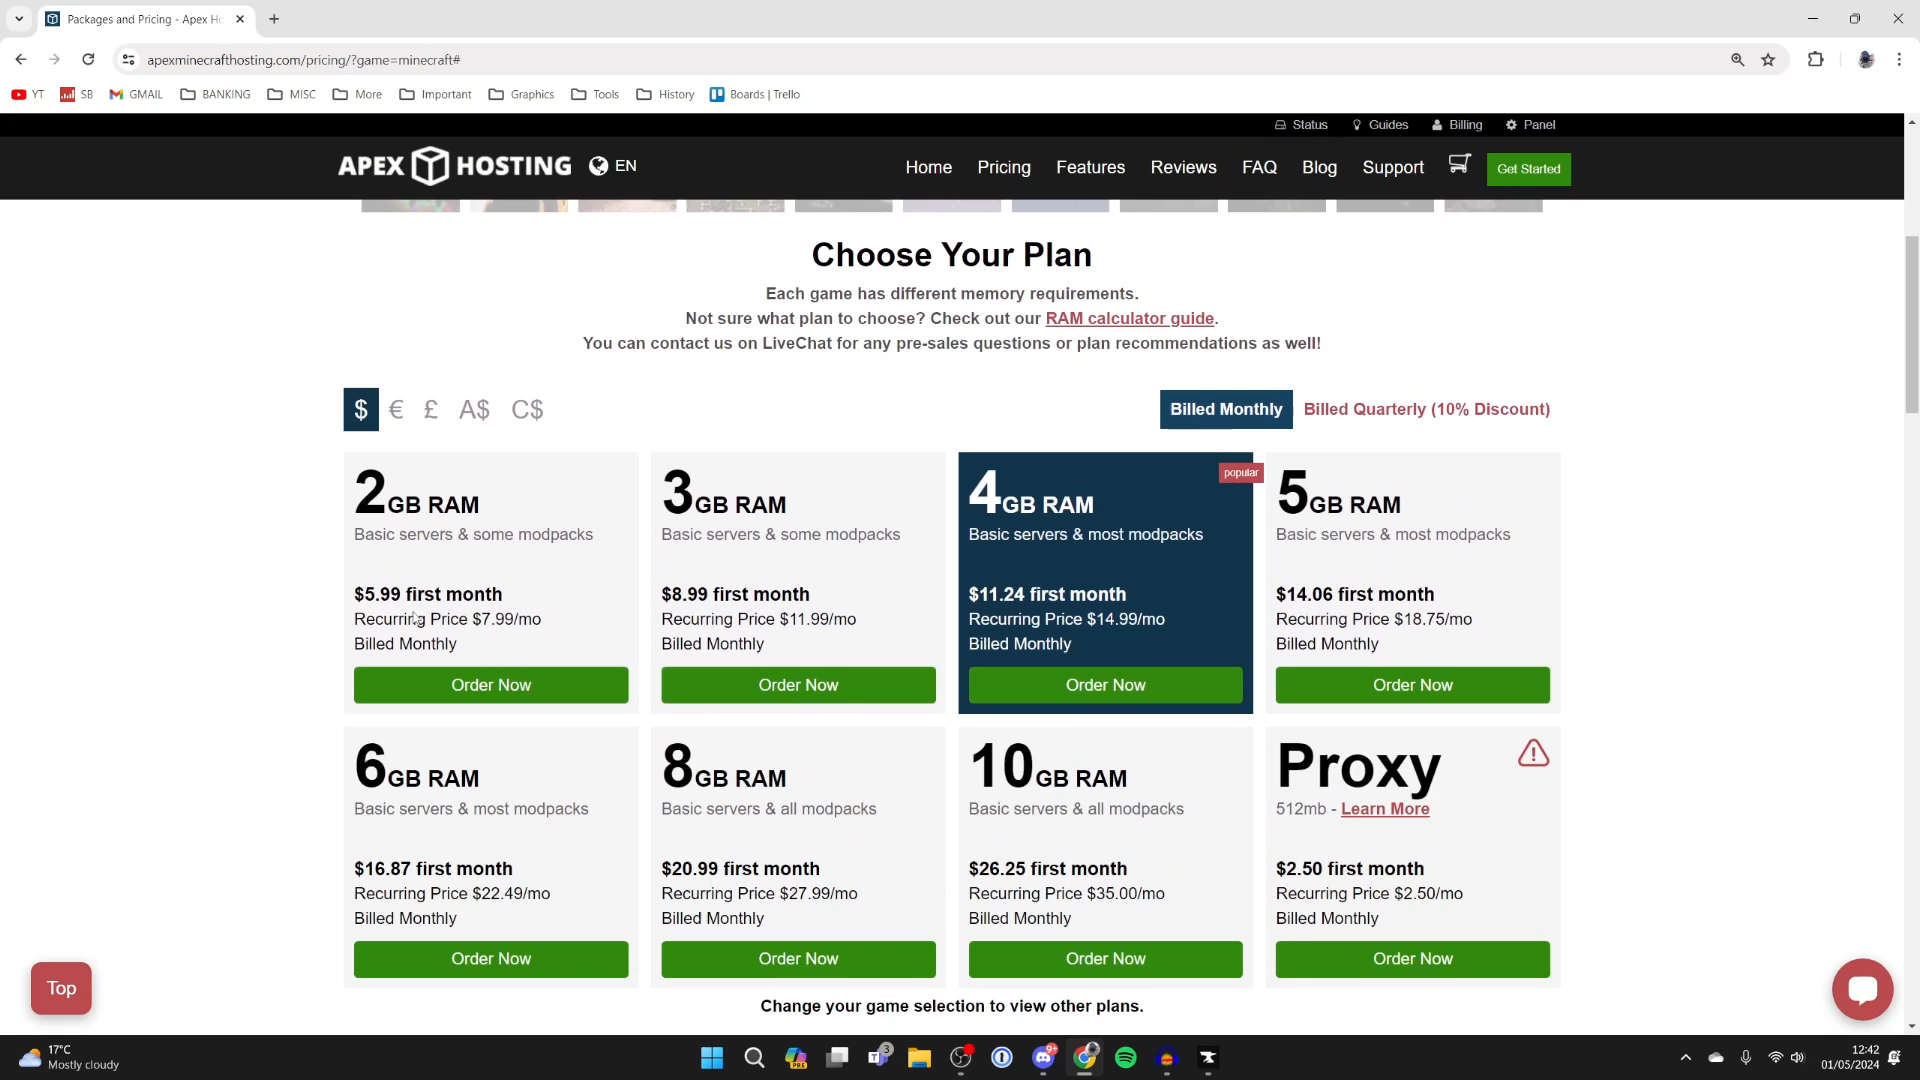 Packages and Pricing - Apex Ho
apexminecrafthosting.com/pricing/?game=minecraft#
YT SB GMAIL BANKING MISC More Important Graphics Tools History Boards | Trello
Status Guides Billing Panel
APEX HOSTING EN Home Pricing Features Reviews FAQ Blog Support Get Started
Choose Your Plan
Each game has different memory requirements.
Not sure what plan to choose? Check out our RAM calculator guide.
You can contact us on LiveChat for any pre-sales questions or plan recommendations as well!
$ € £ A$ C$ Billed Monthly Billed Quarterly (10% Discount)
2GB RAM
Basic servers & some modpacks
$5.99 first month
Recurring Price $7.99/mo
Billed Monthly
Order Now
3GB RAM
Basic servers & some modpacks
$8.99 first month
Recurring Price $11.99/mo
Billed Monthly
Order Now
popular
4GB RAM
Basic servers & most modpacks
$11.24 first month
Recurring Price $14.99/mo
Billed Monthly
Order Now
5GB RAM
Basic servers & most modpacks
$14.06 first month
Recurring Price $18.75/mo
Billed Monthly
Order Now
6GB RAM
Basic servers & most modpacks
$16.87 first month
Recurring Price $22.49/mo
Billed Monthly
Order Now
8GB RAM
Basic servers & all modpacks
$20.99 first month
Recurring Price $27.99/mo
Billed Monthly
Order Now
10GB RAM
Basic servers & all modpacks
$26.25 first month
Recurring Price $35.00/mo
Billed Monthly
Order Now
Proxy
512mb - Learn More
$2.50 first month
Recurring Price $2.50/mo
Billed Monthly
Order Now
Top
Change your game selection to view other plans.
17°C
Mostly cloudy
PRE
3
9+
12:42
01/05/2024